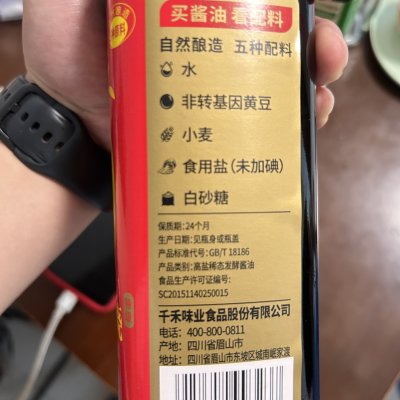 买酱油 看配料
自然酿造 五种配料
水
非转基因黄豆
小麦
食用盐(未加碘)
白砂糖
保质期:24个月
生产日期:见瓶身或瓶盖
产品标准代号:GB/T 18186
产品类别:高盐稀态发酵酱油
食品生产许可证编号:
SC20151140250015
千禾味业食品股份有限公司
电话: 400-800-0811
产地: 四川省眉山市
地址: 四川省眉山市东坡区城南岷家渡